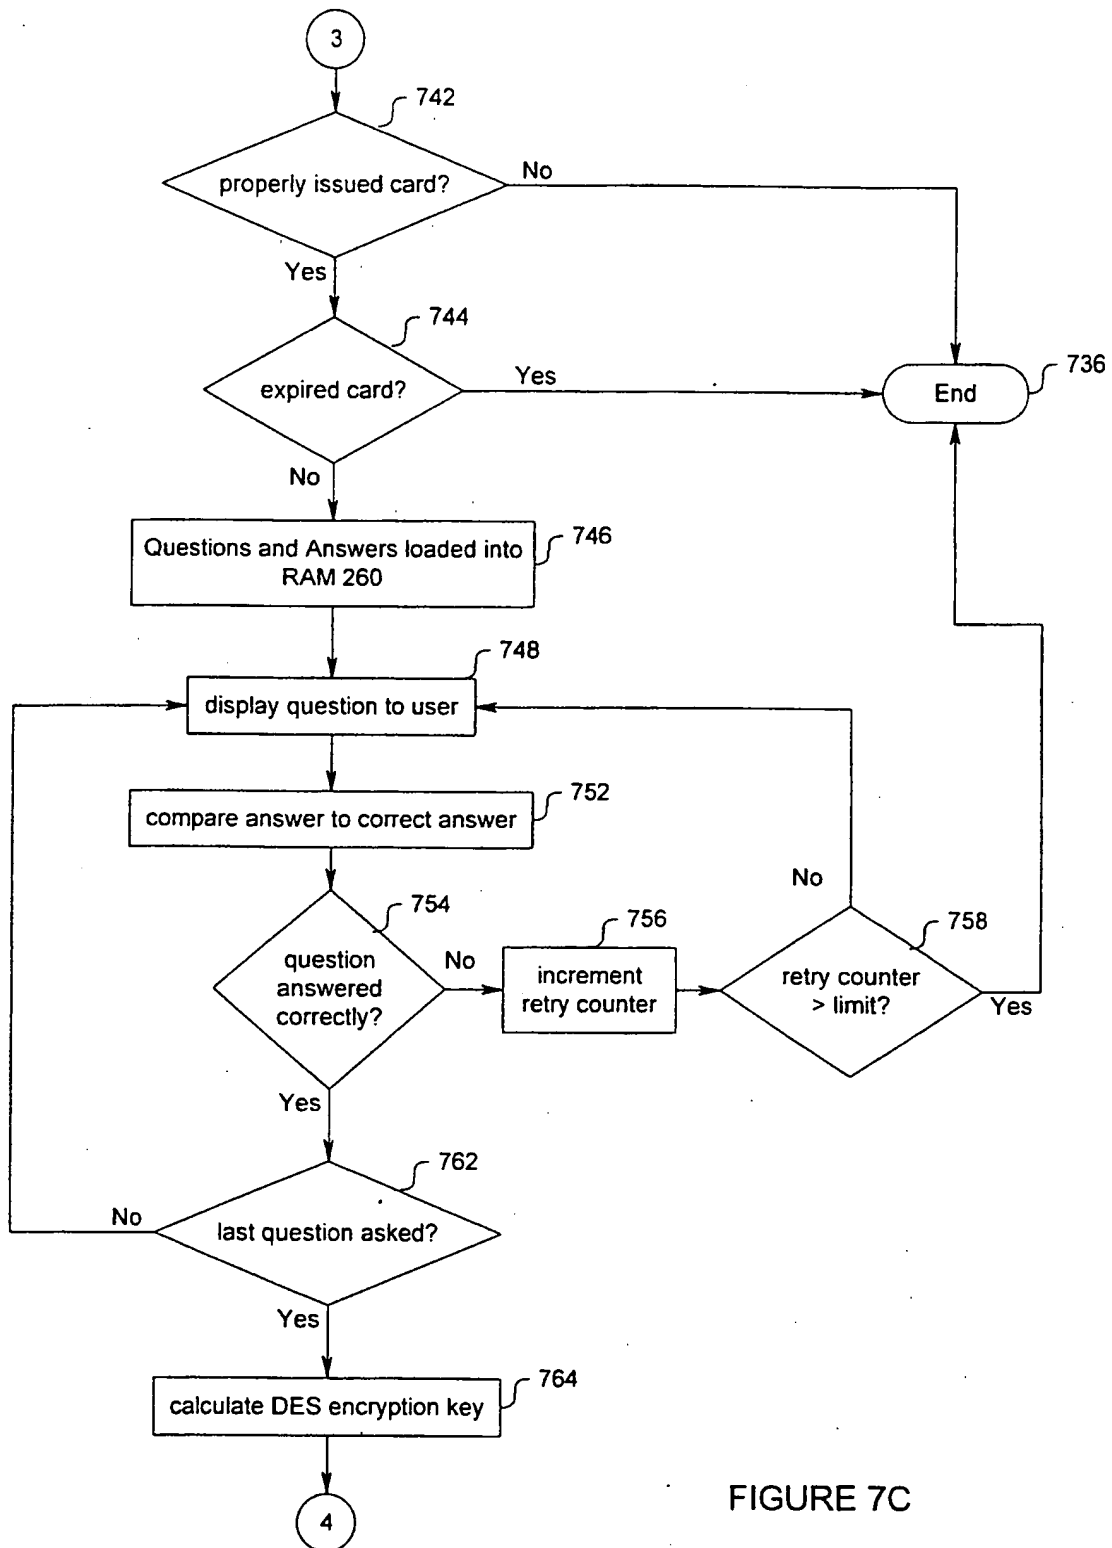 3
742
properly issued card?
No
Yes
744
expired card?
Yes
736
End
No
Questions and Answers loaded into
RAM 260
746
748
display question to user
752
compare answer to correct answer
No
754
756
758
question
answered
correctly?
No
increment
retry counter
retry counter
> limit?
Yes
Yes
762
No
last question asked?
Yes
764
calculate DES encryption key
4
FIGURE 7C